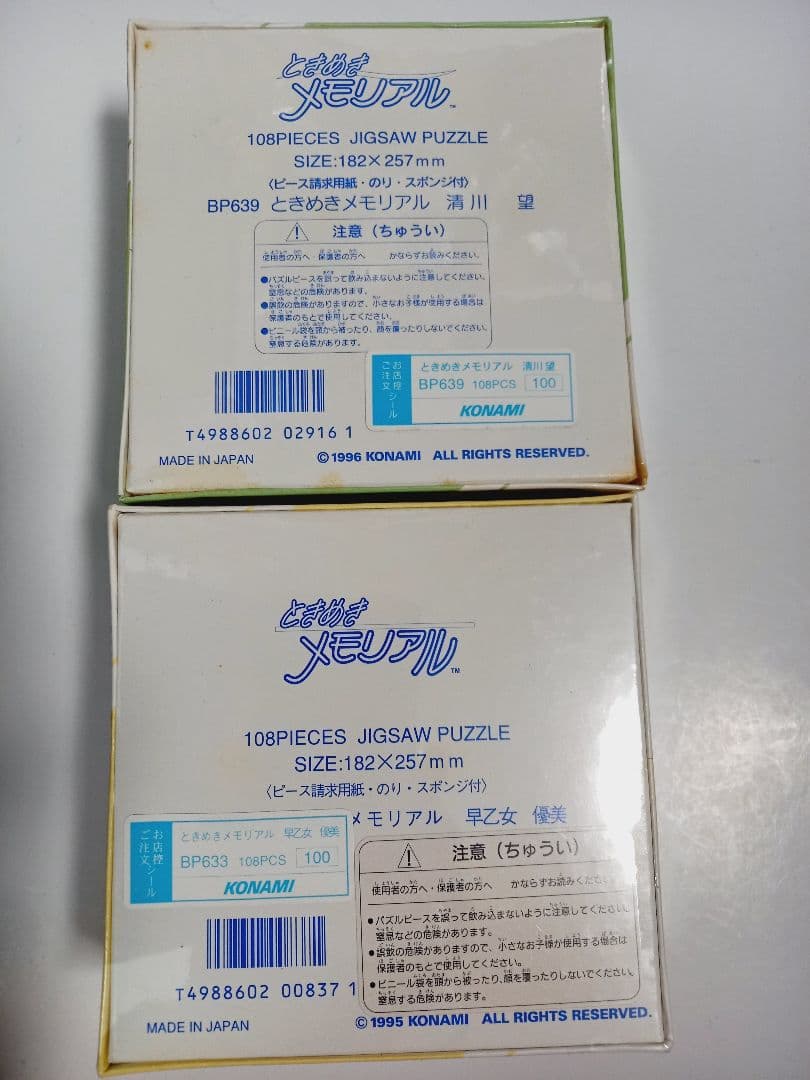 ときめき
メモリアル™
108PIECES JIGSAW PUZZLE
SIZE:182×257mm
〈ピース請求用紙・のり・スポンジ付〉
BP639 ときめきメモリアル 清川 望
注意（ちゅうい）
使用者の方へ・保護者の方へ かならずお読みください。
●パズルピースを誤って飲み込まないように注意してください。
窒息などの危険があります。
●誤飲の危険がありますので、小さなお子様が使用する場合は
保護者のもとで使用してください。
●ビニール袋を頭から被ったり、顔を覆ったりしないでください。
窒息する危険があります。
お店控
ご注文シール
ときめきメモリアル 清川 望
BP639 108PCS 100
KONAMI
T4988602 02916 1
MADE IN JAPAN ©1996 KONAMI ALL RIGHTS RESERVED.
ときめき
メモリアル™
108PIECES JIGSAW PUZZLE
SIZE:182×257mm
〈ピース請求用紙・のり・スポンジ付〉
メモリアル 早乙女 優美
お店控
ご注文シール
ときめきメモリアル 早乙女 優美
BP633 108PCS 100
KONAMI
注意（ちゅうい）
使用者の方へ・保護者の方へ かならずお読みください。
●パズルピースを誤って飲み込まないように注意してください。
窒息などの危険があります。
●誤飲の危険がありますので、小さなお子様が使用する場合は
保護者のもとで使用してください。
●ビニール袋を頭から被ったり、顔を覆ったりしないでください。
窒息する危険があります。
T4988602 00837 1
MADE IN JAPAN ©1995 KONAMI ALL RIGHTS RESERVED.